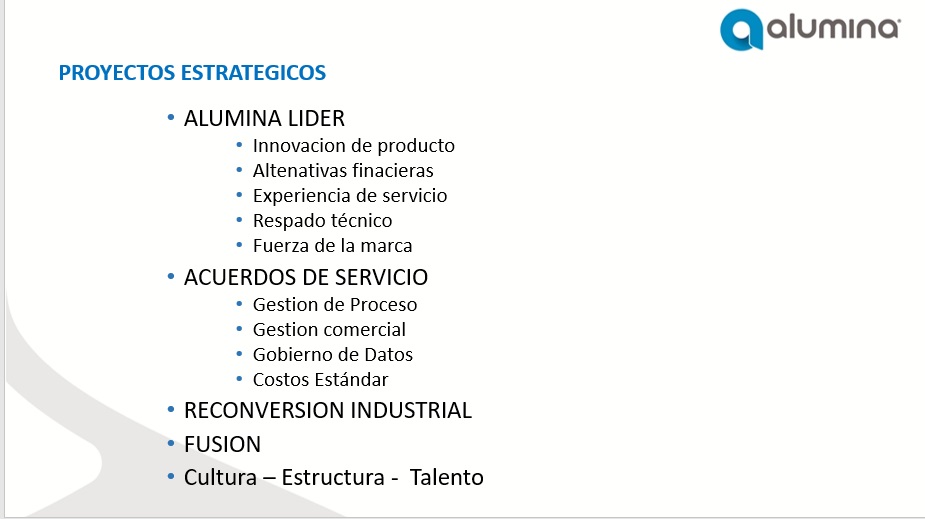 alumina
PROYECTOS ESTRATEGICOS
• ALUMINA LIDER
• Innovacion de producto
• Altenativas finacieras
• Experiencia de servicio
• Respado técnico
• Fuerza de la marca
• ACUERDOS DE SERVICIO
• Gestion de Proceso
• Gestion comercial
• Gobierno de Datos
• Costos Estándar
• RECONVERSION INDUSTRIAL
• FUSION
• Cultura – Estructura - Talento